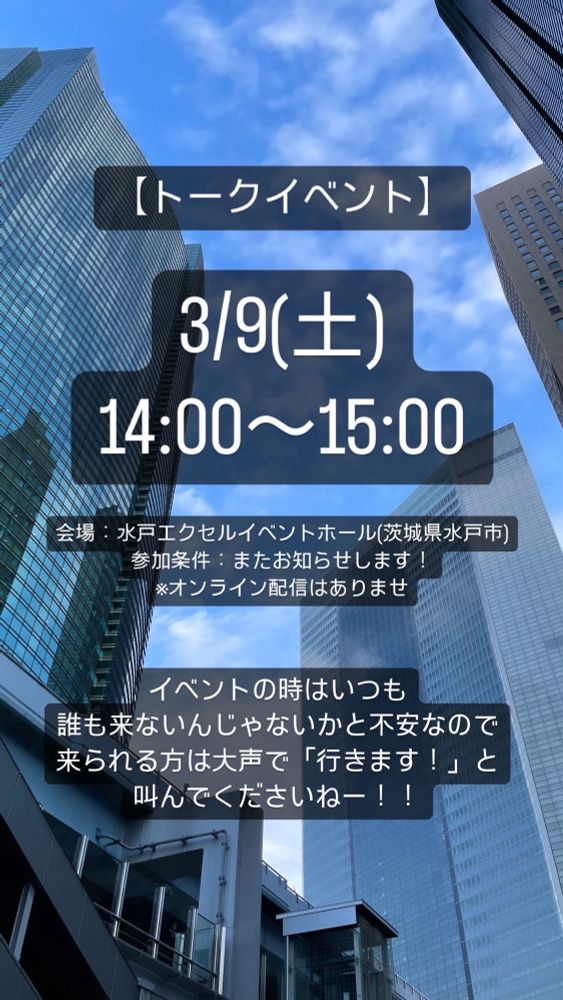 【トークイベント】
3/9(土)
14:00〜15:00
会場：水戸エクセルイベントホール(茨城県水戸市)
参加条件：またお知らせします！
※オンライン配信はありませ
イベントの時はいつも
誰も来ないんじゃないかと不安なので
来られる方は大声で「行きます！」と
叫んでくださいねー！！